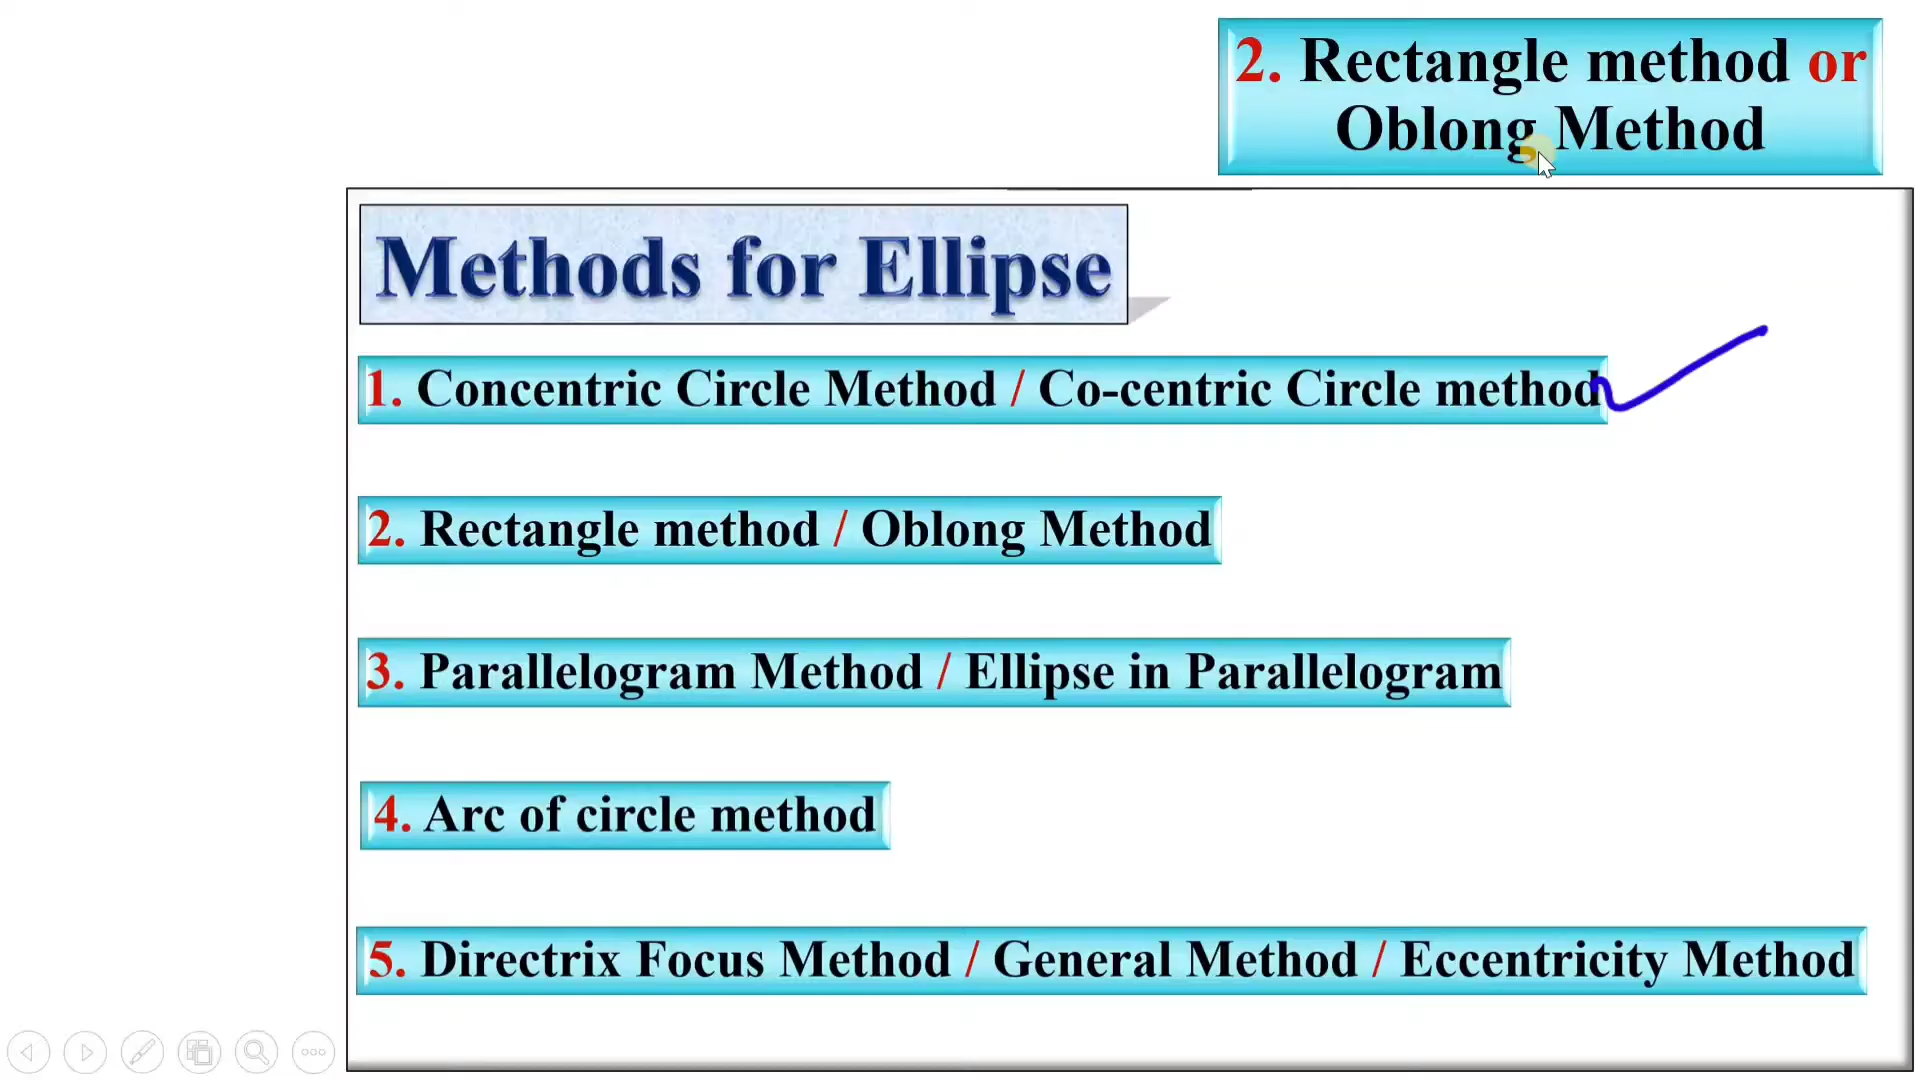 2. Rectangle method or
Oblong Method
Methods for Ellipse
1. Concentric Circle Method / Co-centric Circle method
2. Rectangle method / Oblong Method
3. Parallelogram Method / Ellipse in Parallelogram
4. Arc of circle method
5. Directrix Focus Method / General Method / Eccentricity Method